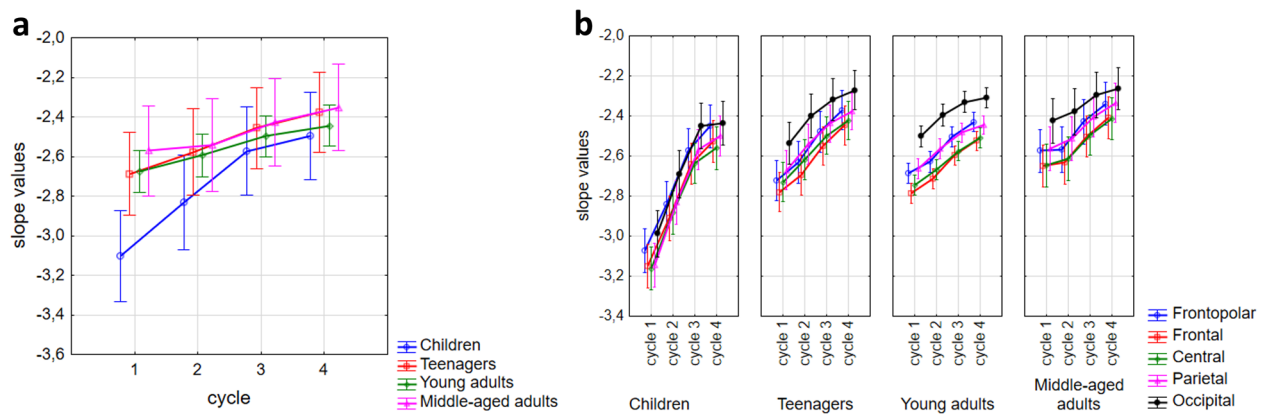 a
-2,0
-2,2
-2,4
-2,6
-2,8
-3,0
-3,2
-3,4
-3,6
slope values
1 2 3 4
cycle
Children
Teenagers
Young adults
Middle-aged adults
b
-2,0
-2,2
-2,4
-2,6
-2,8
-3,0
-3,2
-3,4
slope values
cycle 1 cycle 2 cycle 3 cycle 4
cycle 1 cycle 2 cycle 3 cycle 4
cycle 1 cycle 2 cycle 3 cycle 4
cycle 1 cycle 2 cycle 3 cycle 4
Children
Teenagers
Young adults
Middle-aged
adults
Frontopolar
Frontal
Central
Parietal
Occipital